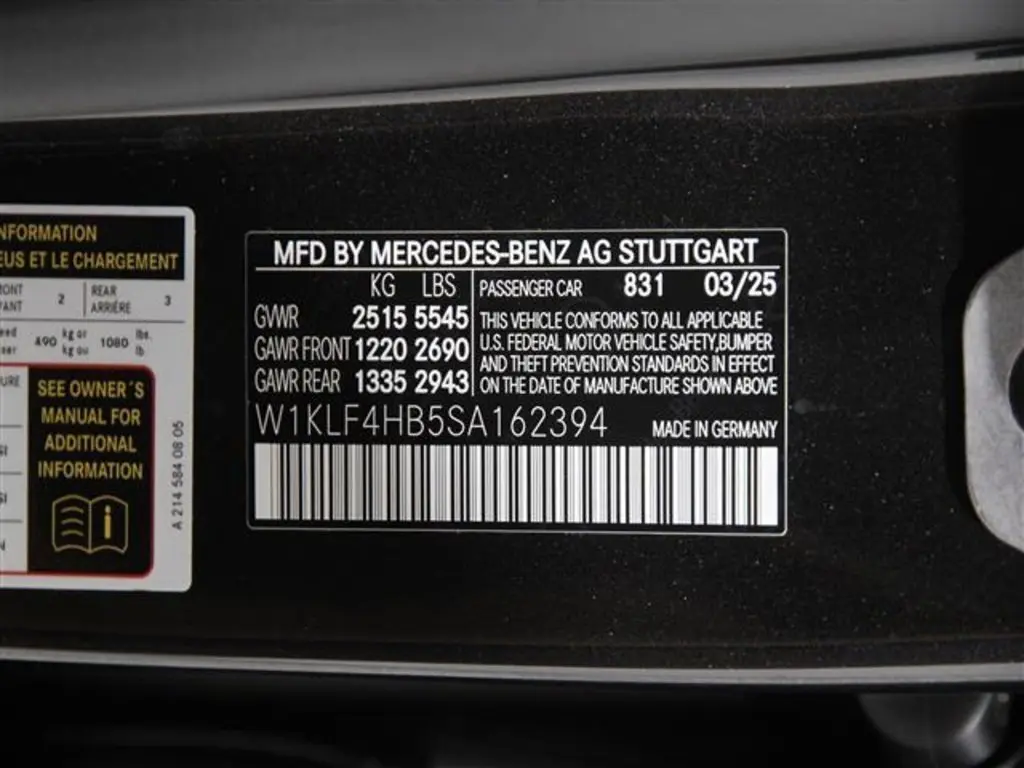 NFORMATION
EUS ET LE CHARGEMENT
2 REAR ARRIÈRE 3
490 kg or kg ou 1080 lbs. lb
SEE OWNER´S
MANUAL FOR
ADDITIONAL
INFORMATION
A 214 584 08 05
MFD BY MERCEDES-BENZ AG STUTTGART
KG LBS
GVWR 2515 5545
GAWR FRONT 1220 2690
GAWR REAR 1335 2943
PASSENGER CAR 831 03/25
THIS VEHICLE CONFORMS TO ALL APPLICABLE
U.S. FEDERAL MOTOR VEHICLE SAFETY,BUMPER
AND THEFT PREVENTION STANDARDS IN EFFECT
ON THE DATE OF MANUFACTURE SHOWN ABOVE
W1KLF4HB5SA162394 MADE IN GERMANY